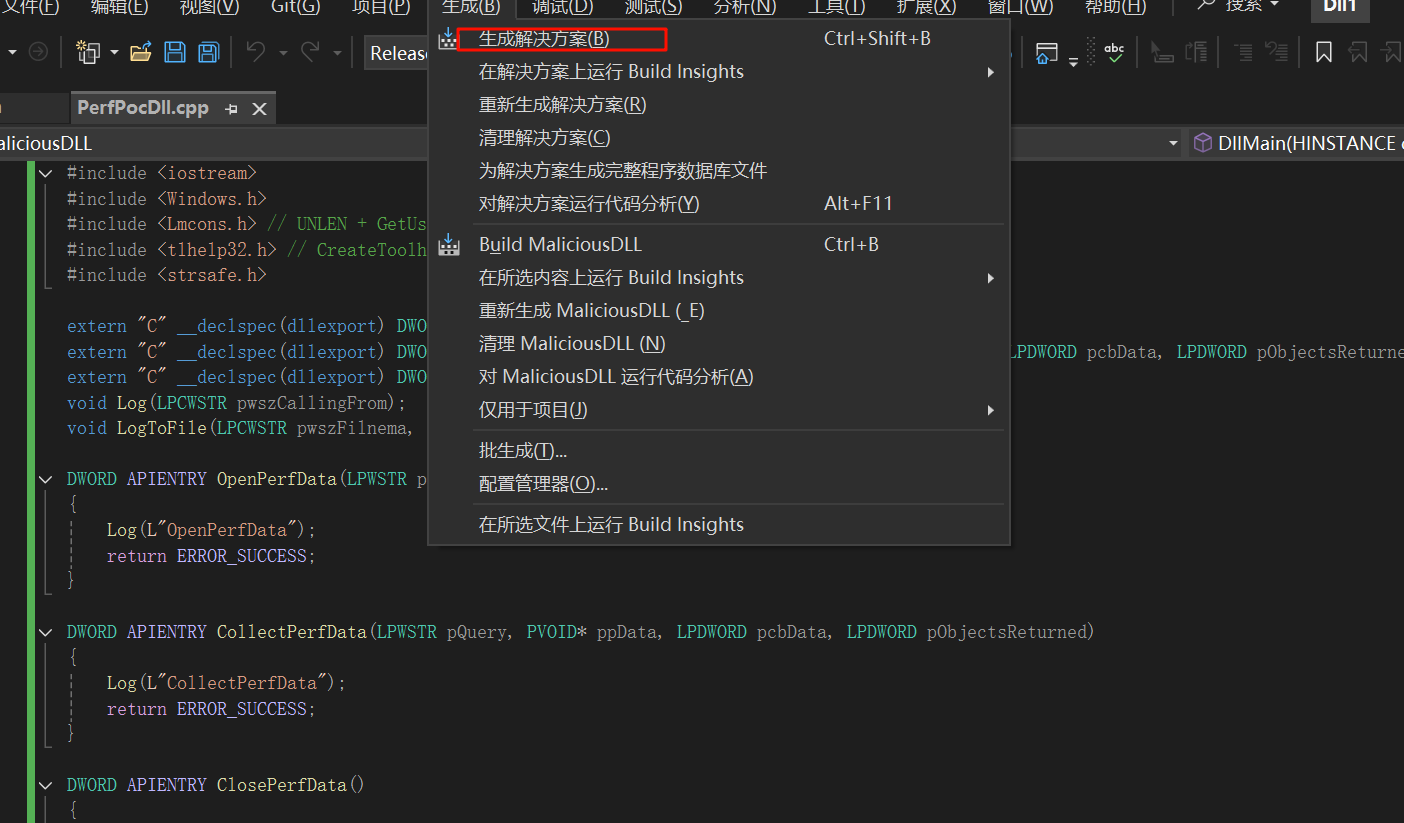 文件(F) 编辑(E) 视图(V) Git(G) 项目(P) 生成(B) 调试(D) 测试(S) 分析(N) 工具(T) 扩展(X) 窗口(W) 帮助(H) 搜索 Dll1
生成解决方案(B) Ctrl+Shift+B
Release
abc
在解决方案上运行 Build Insights
重新生成解决方案(R)
PerfPocDll.cpp
清理解决方案(C)
aliciousDLL
DllMain(HINSTANCE
为解决方案生成完整程序数据库文件
对解决方案运行代码分析(Y) Alt+F11
Build MaliciousDLL Ctrl+B
在所选内容上运行 Build Insights
重新生成 MaliciousDLL (_E)
清理 MaliciousDLL (N)
对 MaliciousDLL 运行代码分析(A)
仅用于项目(J)
批生成(T)...
配置管理器(O)...
在所选文件上运行 Build Insights
#include <iostream>
#include <Windows.h>
#include <Lmcons.h> // UNLEN + GetUs
#include <tlhelp32.h> // CreateToolh
#include <strsafe.h>
extern "C" __declspec(dllexport) DWO
extern "C" __declspec(dllexport) DWO LPDWORD pcbData, LPDWORD pObjectsReturne
extern "C" __declspec(dllexport) DWO
void Log(LPCWSTR pwszCallingFrom);
void LogToFile(LPCWSTR pwszFilnema,
DWORD APIENTRY OpenPerfData(LPWSTR p
{
Log(L"OpenPerfData");
return ERROR_SUCCESS;
}
DWORD APIENTRY CollectPerfData(LPWSTR pQuery, PVOID* ppData, LPDWORD pcbData, LPDWORD pObjectsReturned)
{
Log(L"CollectPerfData");
return ERROR_SUCCESS;
}
DWORD APIENTRY ClosePerfData()
{